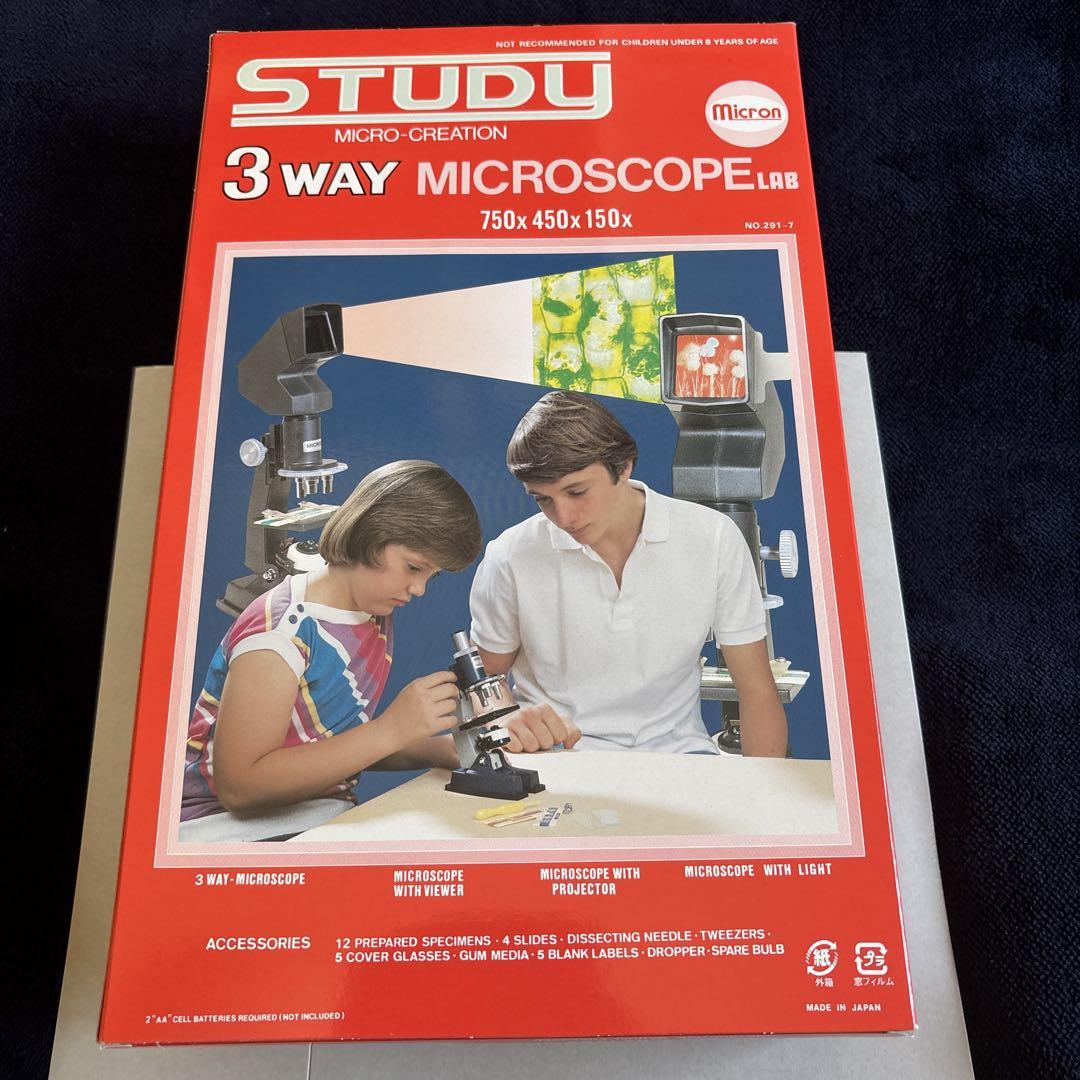 NOT RECOMMENDED FOR CHILDREN UNDER 8 YEARS OF AGE
STUDY
Micron
MICRO-CREATION
3 WAY MICROSCOPE LAB
750x 450x 150x
NO.291-7
3 WAY-MICROSCOPE
MICROSCOPE
WITH VIEWER
MICROSCOPE WITH
PROJECTOR
MICROSCOPE WITH LIGHT
ACCESSORIES
12 PREPARED SPECIMENS · 4 SLIDES · DISSECTING NEEDLE · TWEEZERS ·
5 COVER GLASSES · GUM MEDIA · 5 BLANK LABELS · DROPPER · SPARE BULB
紙
外箱
プラ
窓フィルム
MADE IN JAPAN
2 "AA" CELL BATTERIES REQUIRED (NOT INCLUDED)